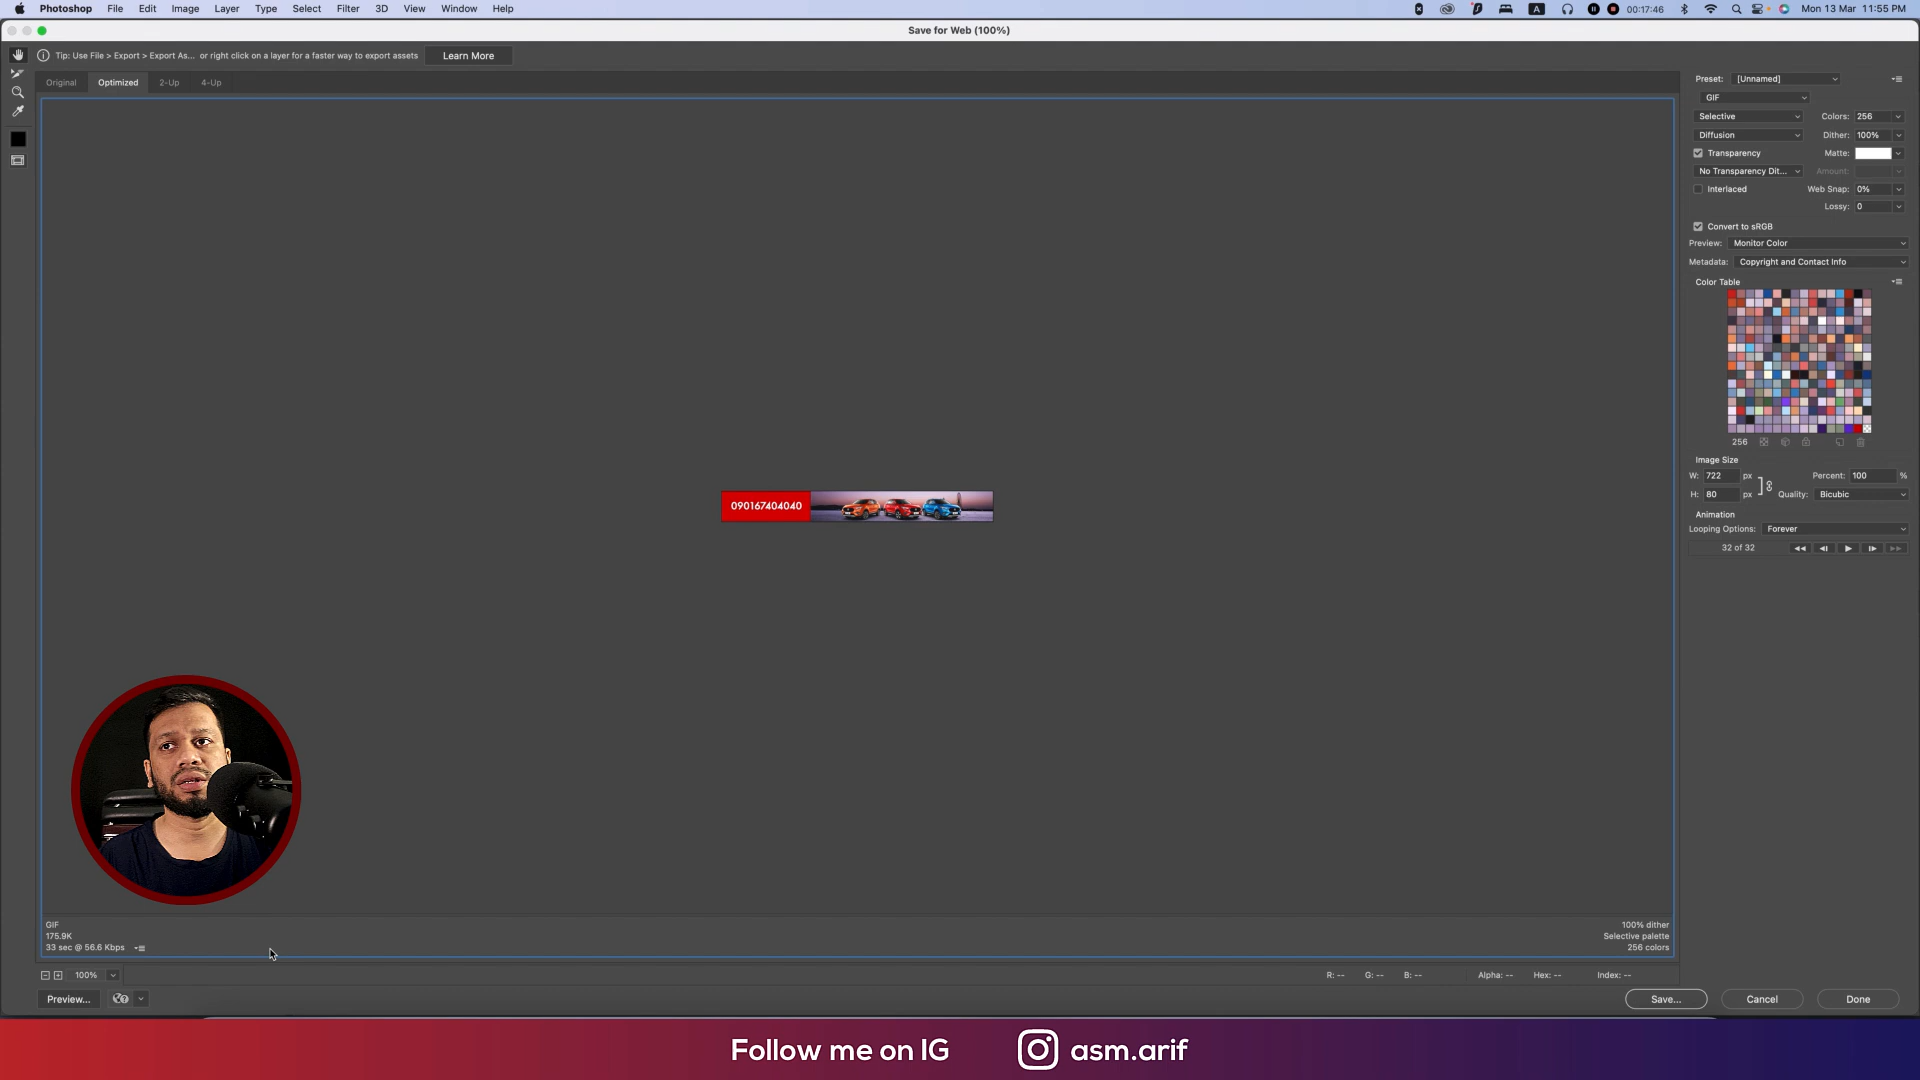 Photoshop File Edit Image Layer Type Select Filter 3D View Window Help
A 00:17:46 Mon 13 Mar 11:55 PM
Save for Web (100%)
Tip: Use File > Export > Export As... or right click on a layer for a faster way to export assets Learn More
Original Optimized 2-Up 4-Up
Preset: [Unnamed]
GIF
Selective Colors: 256
Diffusion Dither: 100%
Transparency Matte:
No Transparency Dit... Amount:
Interlaced Web Snap: 0%
Lossy: 0
Convert to sRGB
Preview: Monitor Color
Metadata: Copyright and Contact Info
Color Table
256
Image Size
W: 722 px Percent: 100 %
H: 80 px Quality: Bicubic
Animation
Looping Options: Forever
32 of 32
090167404040
GIF
175.9K
33 sec @ 56.6 Kbps
100% dither
Selective palette
256 colors
100% R: -- G: -- B: -- Alpha: -- Hex: -- Index: --
Preview... Save... Cancel Done
Follow me on IG asm.arif